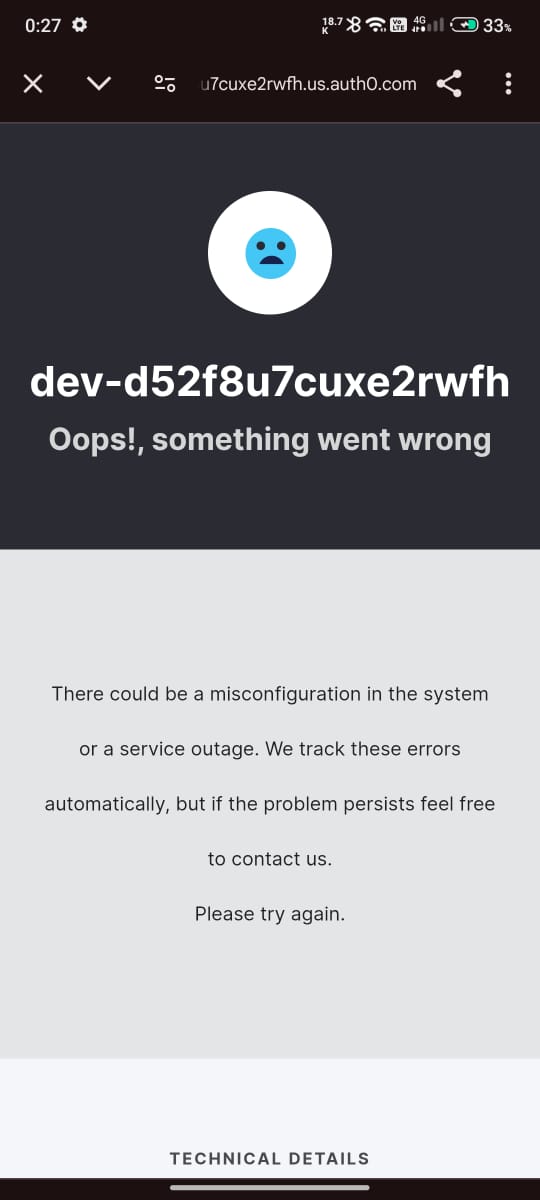 0:27
18.7 K Vo LTE 4G 33%
u7cuxe2rwfh.us.auth0.com
dev-d52f8u7cuxe2rwfh
Oops!, something went wrong
There could be a misconfiguration in the system
or a service outage. We track these errors
automatically, but if the problem persists feel free
to contact us.
Please try again.
TECHNICAL DETAILS